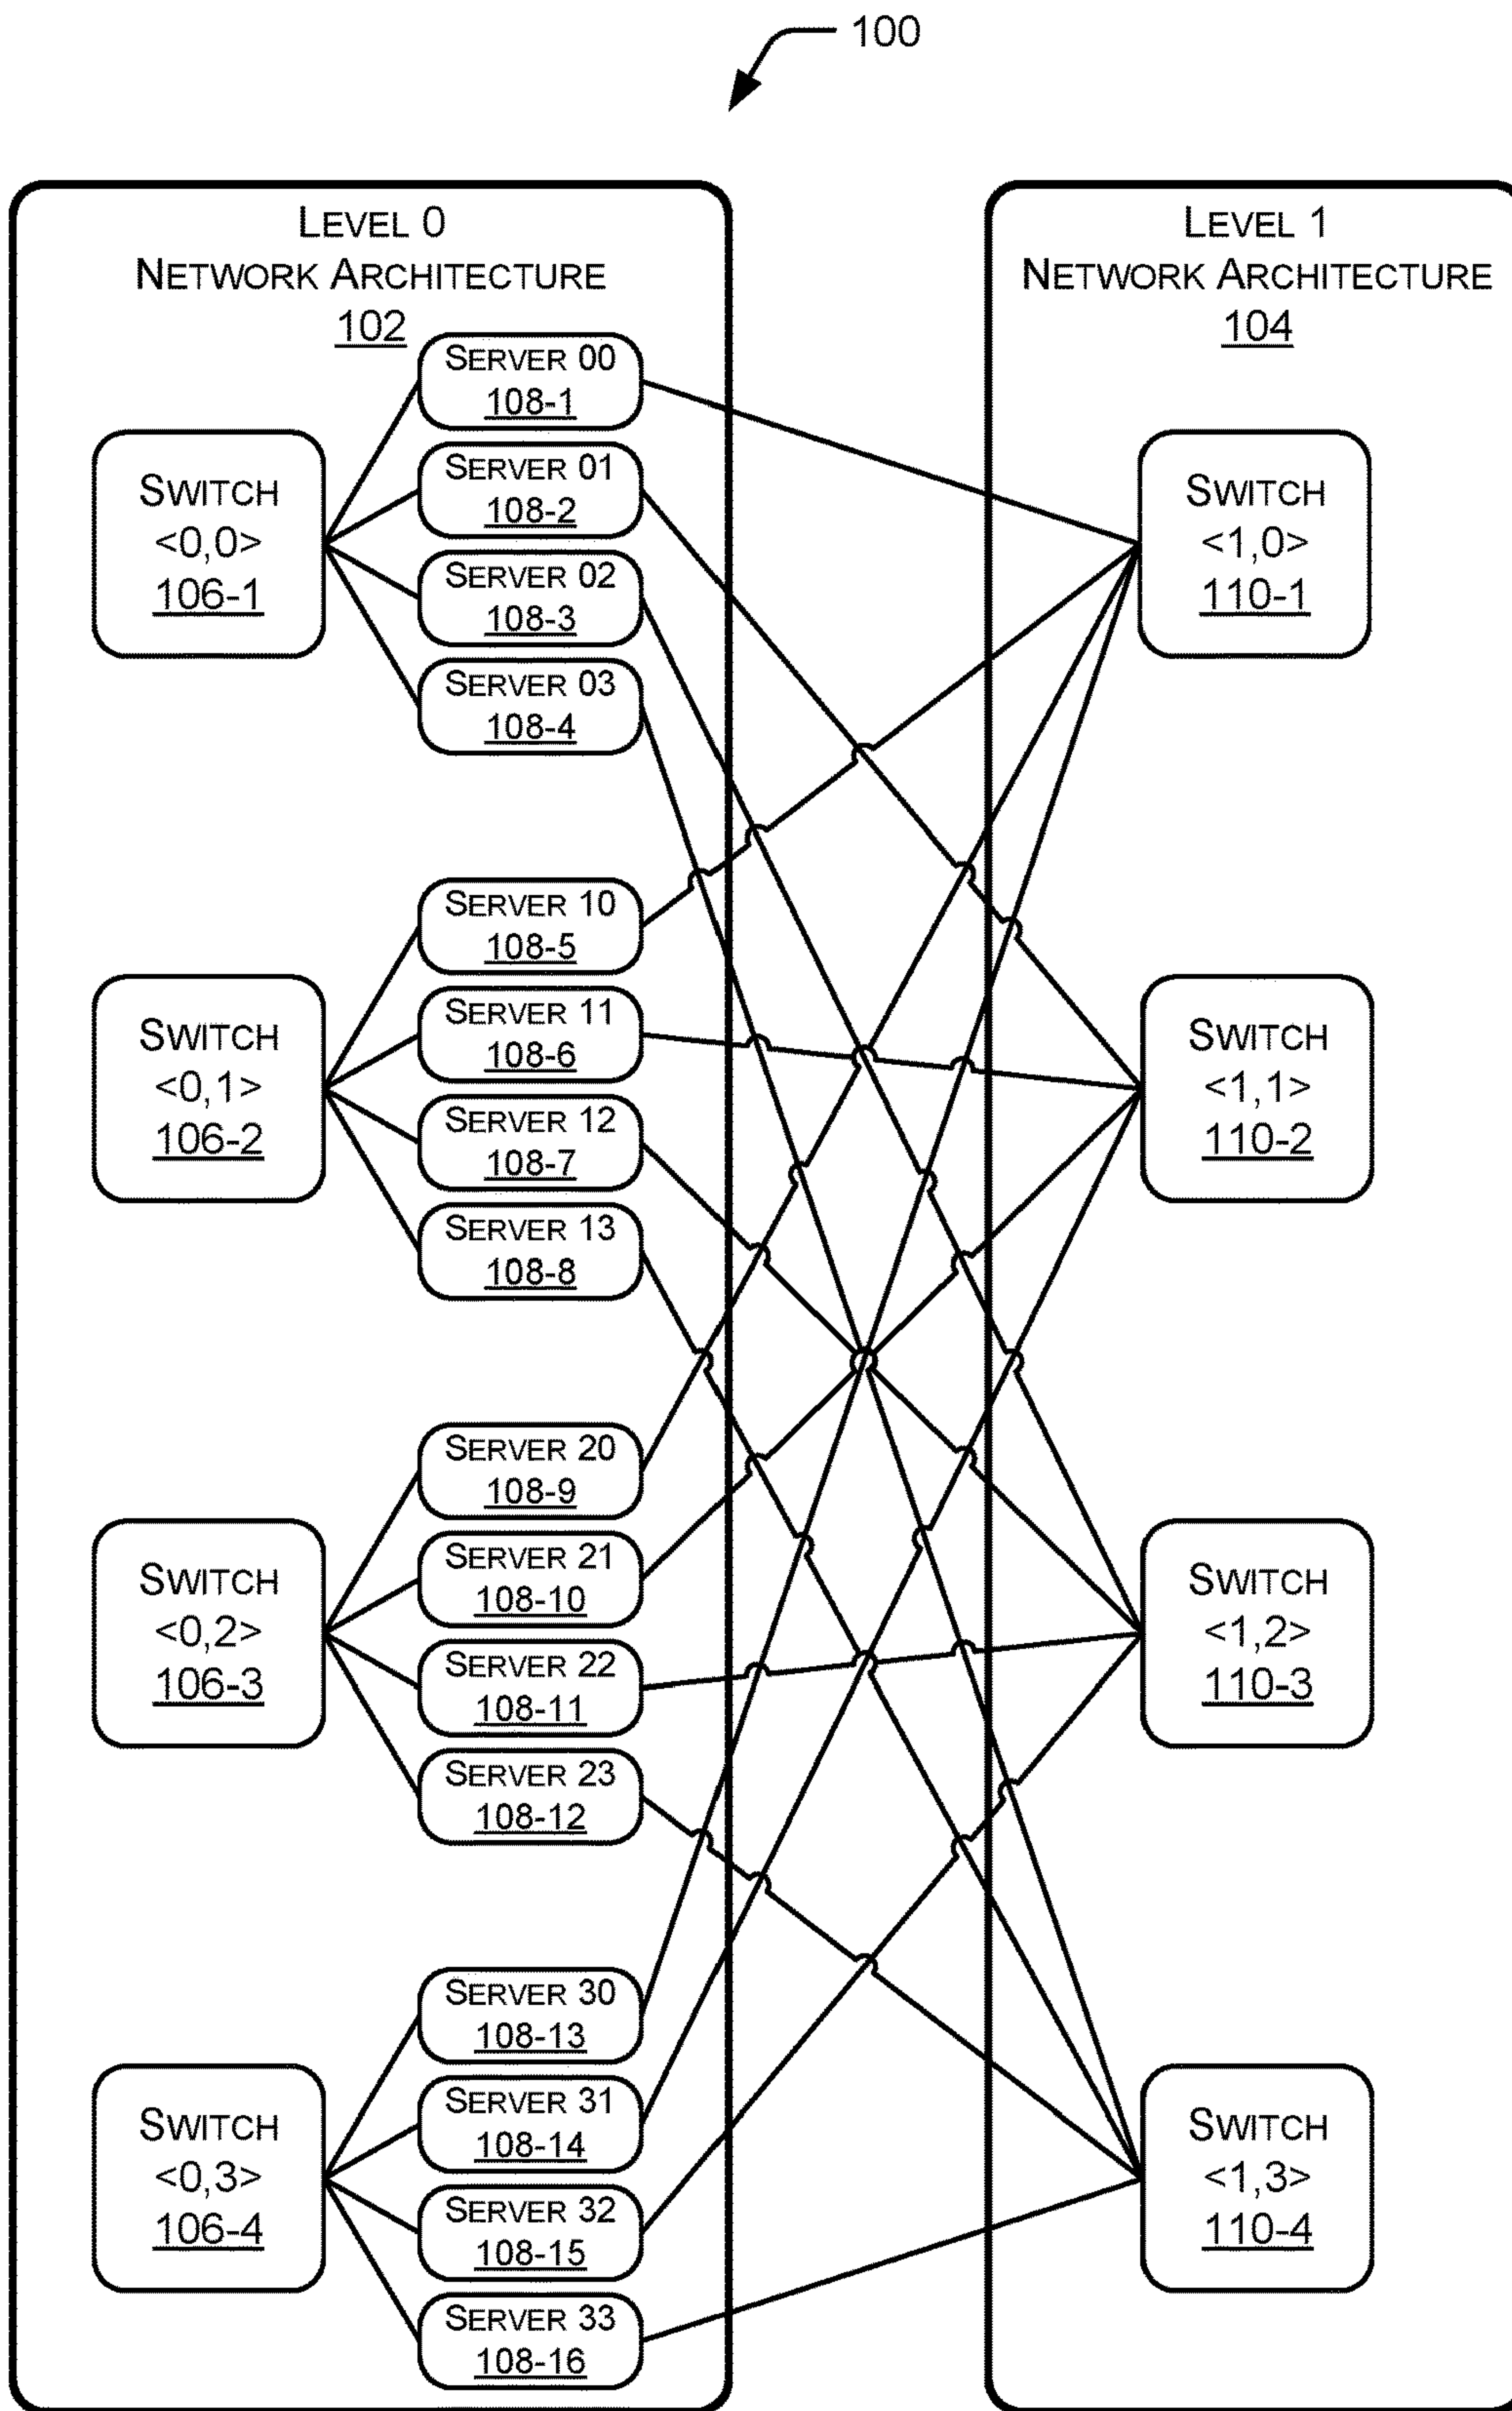 100
LEVEL 0
NETWORK ARCHITECTURE
102
SERVER 00
108-1
SERVER 01
108-2
SERVER 02
108-3
SERVER 03
108-4
SWITCH
<0,0>
106-1
SERVER 10
108-5
SERVER 11
108-6
SERVER 12
108-7
SERVER 13
108-8
SWITCH
<0,1>
106-2
SERVER 20
108-9
SERVER 21
108-10
SERVER 22
108-11
SERVER 23
108-12
SWITCH
<0,2>
106-3
SERVER 30
108-13
SERVER 31
108-14
SERVER 32
108-15
SERVER 33
108-16
SWITCH
<0,3>
106-4
LEVEL 1
NETWORK ARCHITECTURE
104
SWITCH
<1,0>
110-1
SWITCH
<1,1>
110-2
SWITCH
<1,2>
110-3
SWITCH
<1,3>
110-4